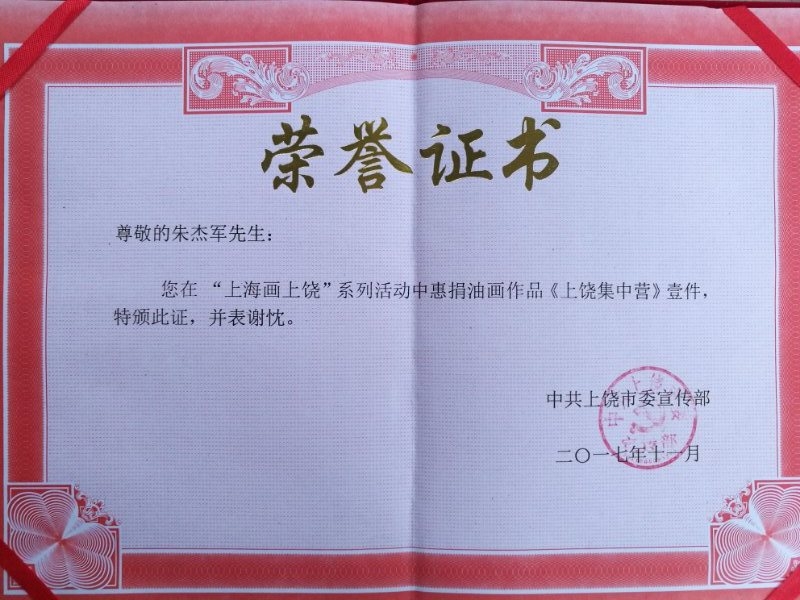 荣誉证书
尊敬的朱杰军先生：
您在“上海画上饶”系列活动中惠捐油画作品《上饶集中营》壹件，
特颁此证，并表谢忱。
中共上饶市委宣传部
二〇一七年十一月